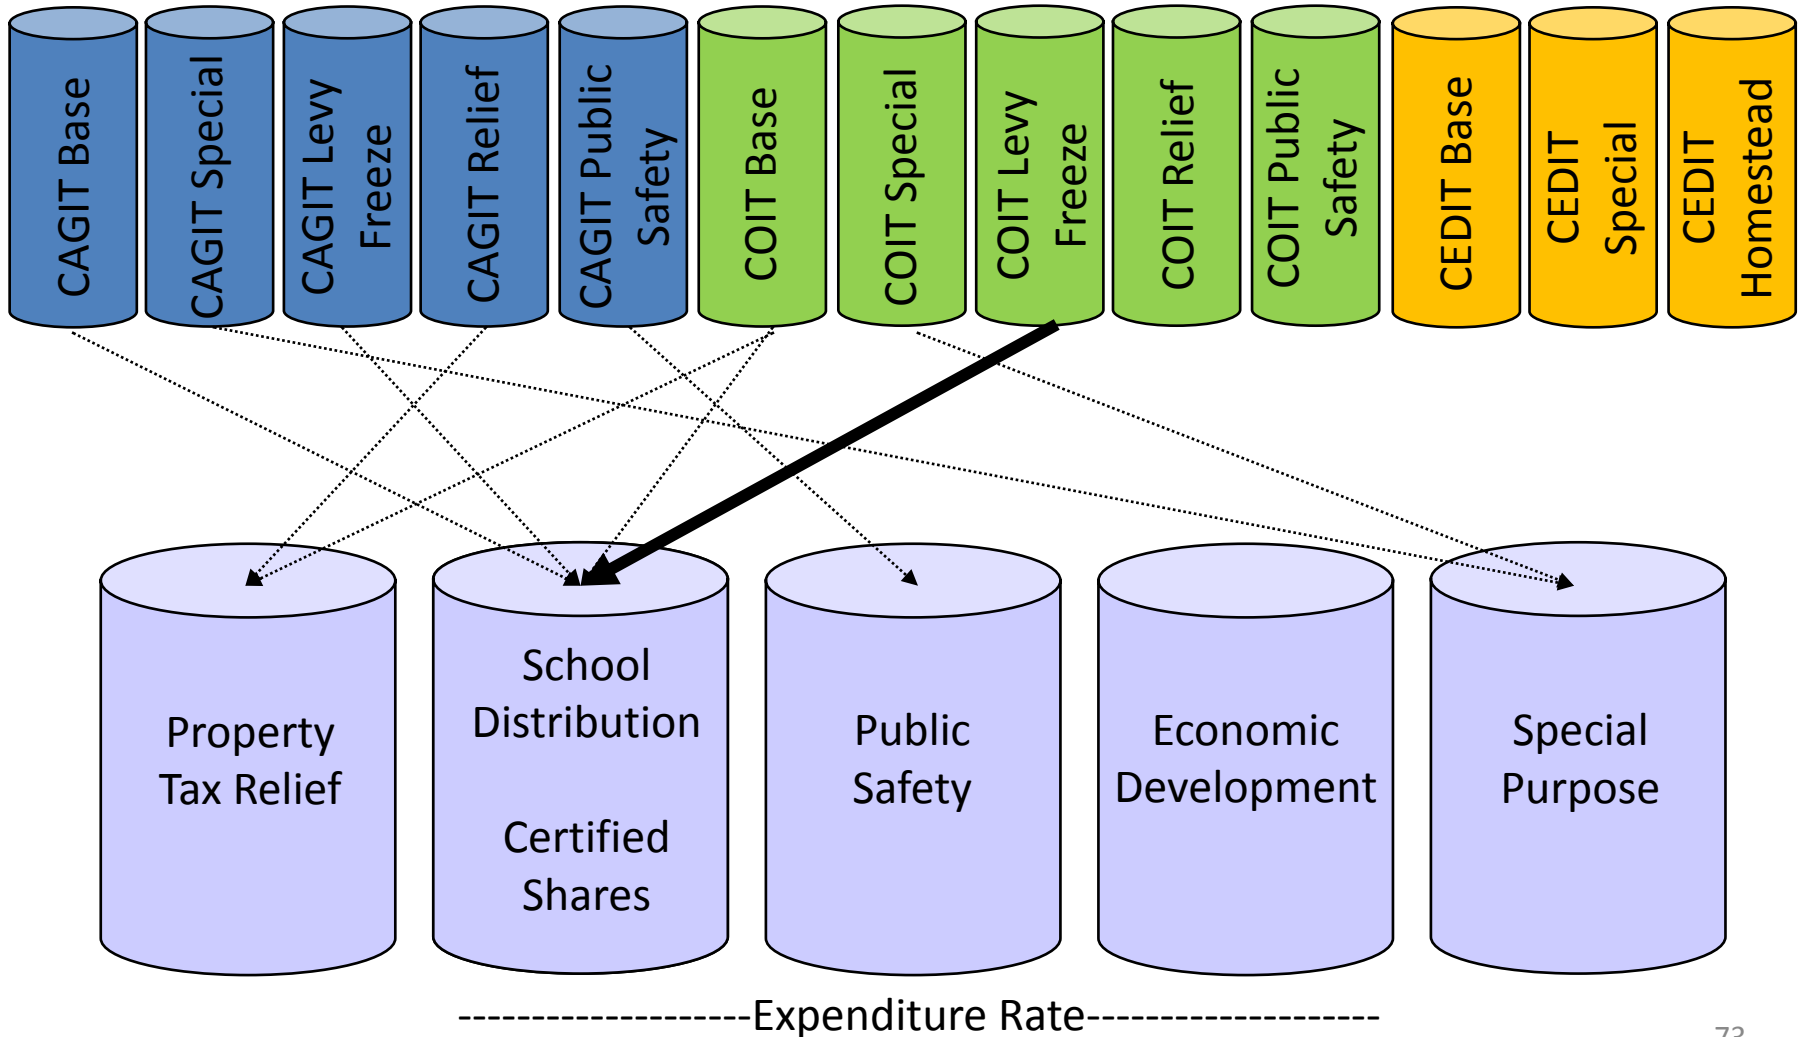 CAGIT Base
CAGIT Special
CAGIT Levy
Freeze
CAGIT Relief
CAGIT Public
Safety
COIT Base
COIT Special
COIT Levy
Freeze
COIT Relief
COIT Public
Safety
CEDIT Base
CEDIT
Special
CEDIT
Homestead
Property
Tax Relief
School
Distribution
Certified
Shares
Public
Safety
Economic
Development
Special
Purpose
--------------------Expenditure Rate--------------------
73